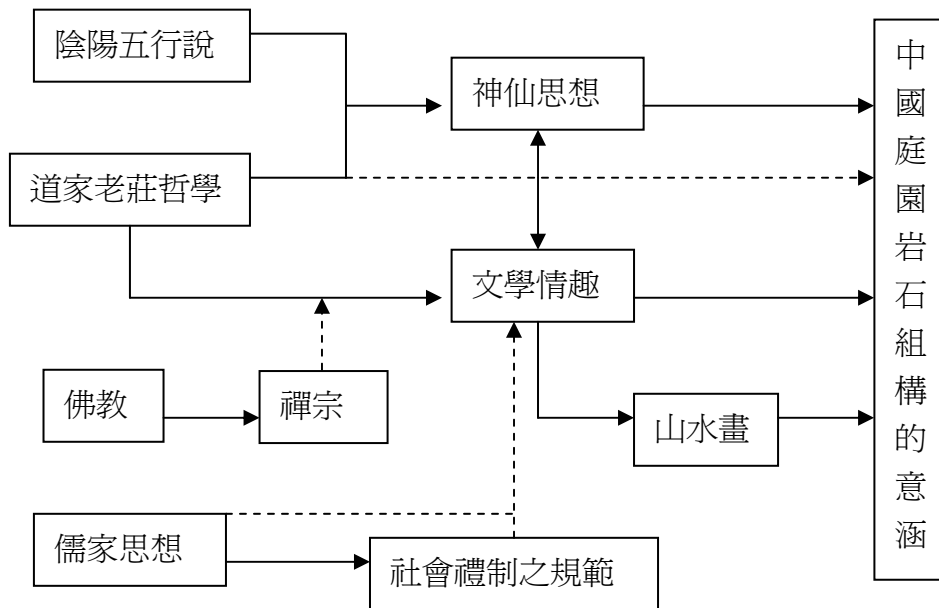 陰陽五行說
神仙思想
道家老莊哲學
文學情趣
佛教
禪宗
山水畫
儒家思想
社會禮制之規範
中國庭園岩石組構的意涵